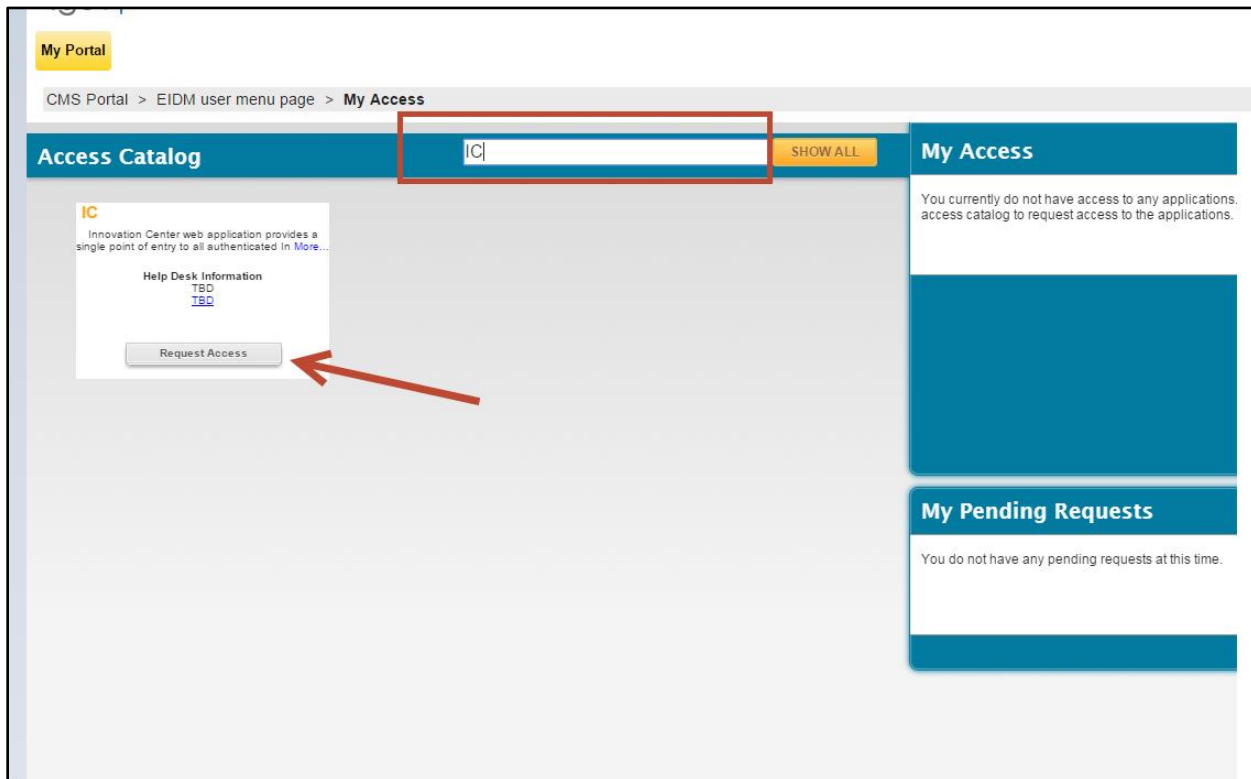 My Portal
CMS Portal > EIDM user menu page > My Access
Access Catalog
IC
SHOW ALL
IC
Innovation Center web application provides a
single point of entry to all authenticated In More...
Help Desk Information
TBD
TBD
Request Access
My Access
You currently do not have access to any applications.
access catalog to request access to the applications.
My Pending Requests
You do not have any pending requests at this time.